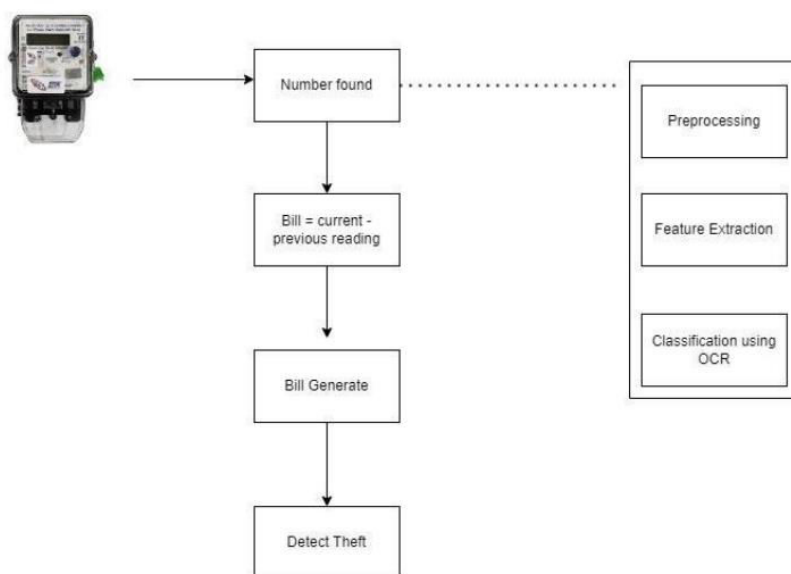 Number found
Preprocessing
Bill = current -
previous reading
Feature Extraction
Classification using
OCR
Bill Generate
Detect Theft